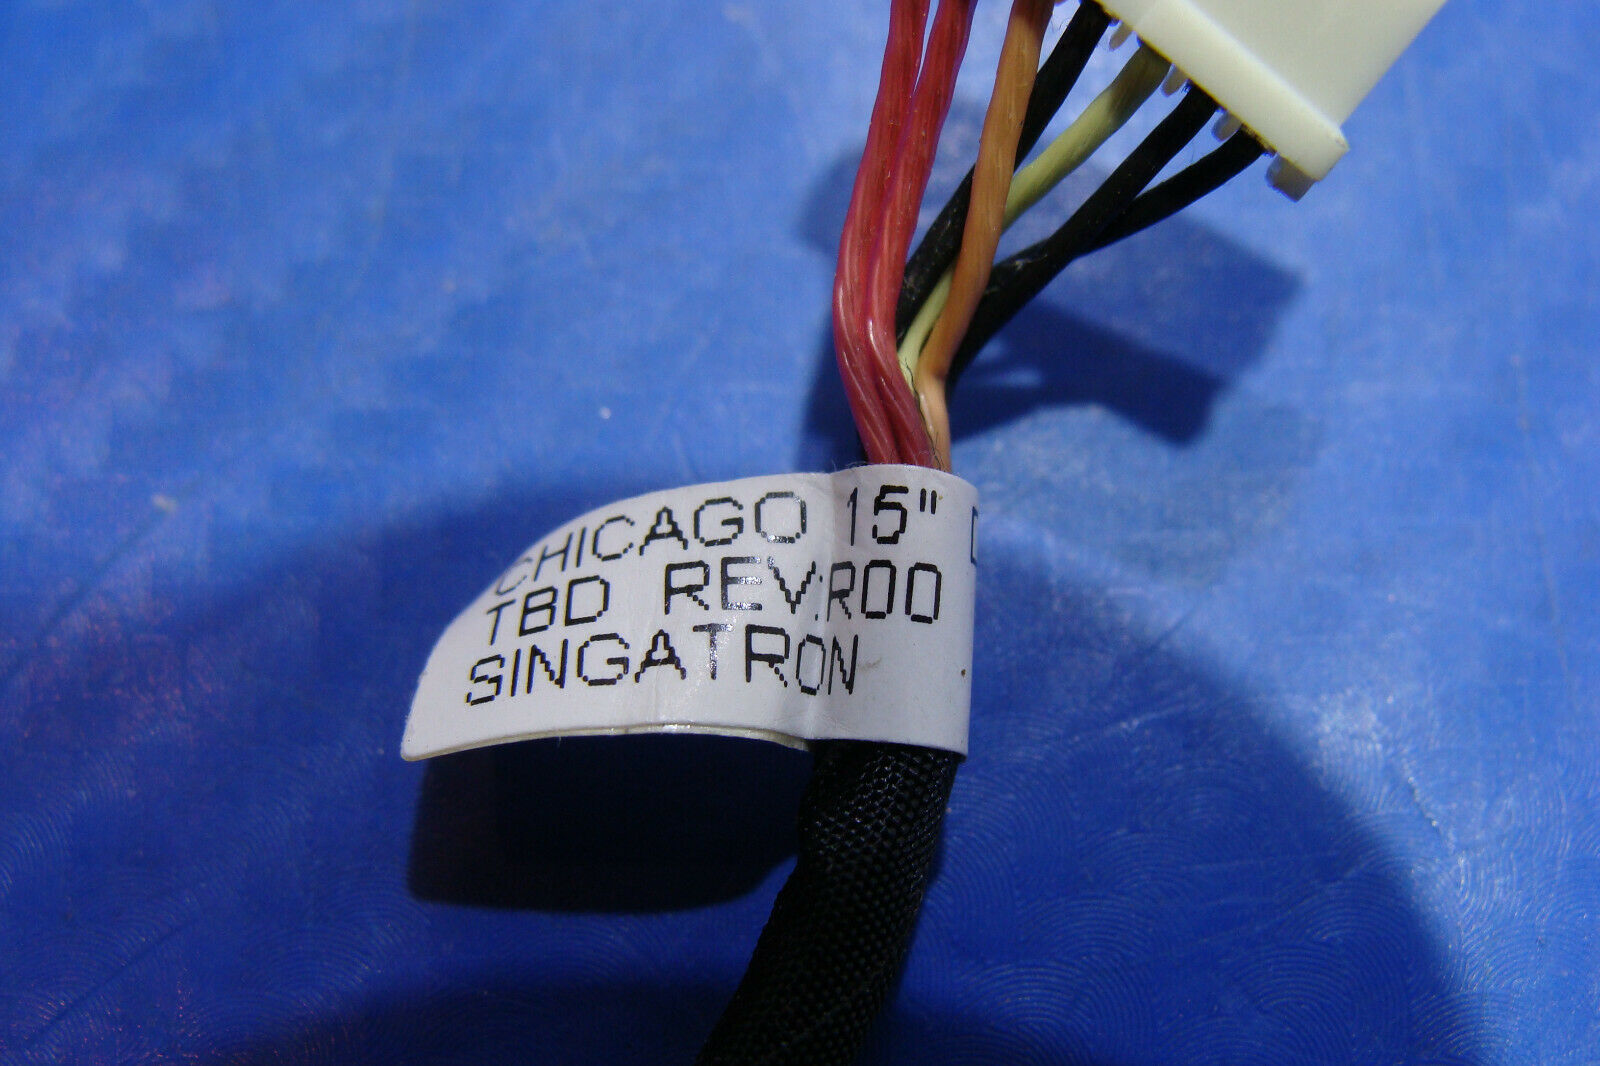 CHICAGO 15"
TBD REV:R00
SINGATRON